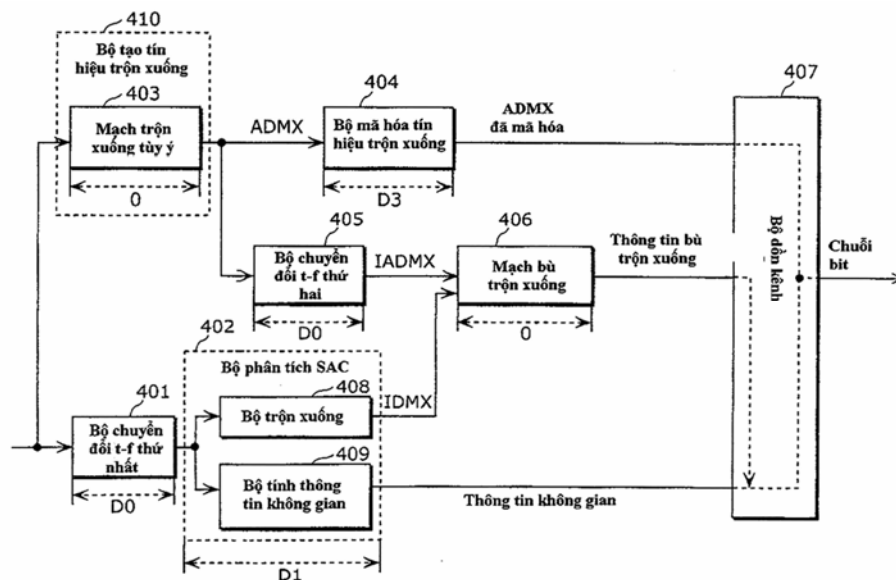 410
Bộ tạo tín
hiệu trộn xuống
403
Mạch trộn
xuống tùy ý
0
ADMX
404
Bộ mã hóa tín
hiệu trộn xuống
D3
ADMX
đã mã hóa
407
Bộ dồn kênh
Chuỗi
bit
405
Bộ chuyển
đổi t-f thứ
hai
D0
IADMX
406
Mạch bù
trộn xuống
0
Thông tin bù
trộn xuống
402
Bộ phân tích SAC
408
Bộ trộn xuống
IDMX
401
Bộ chuyển
đổi t-f thứ
nhất
D0
409
Bộ tính thông
tin không gian
Thông tin không gian
D1